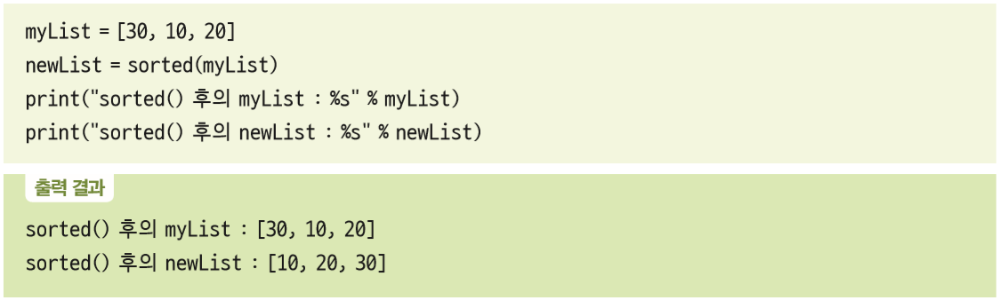 myList = [30, 10, 20]
newList = sorted(myList)
print("sorted() 후의 myList : %s" % myList)
print("sorted() 후의 newList : %s" % newList)
출력 결과
sorted() 후의 myList : [30, 10, 20]
sorted() 후의 newList : [10, 20, 30]